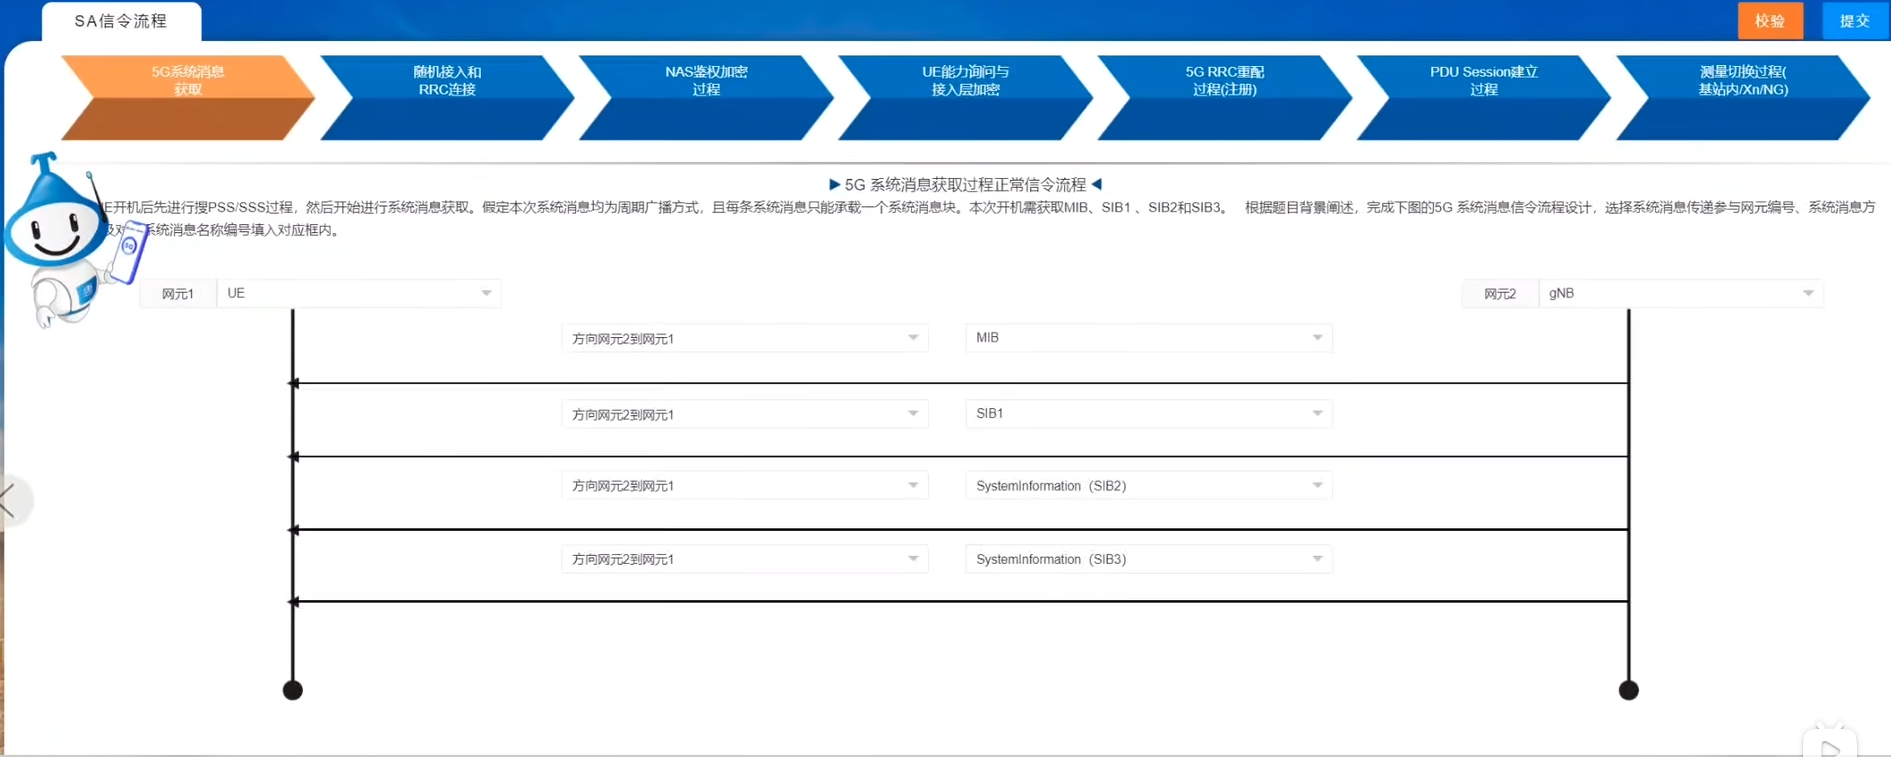 SA信令流程
校验
提交
5G系统消息
获取
随机接入和
RRC连接
NAS鉴权加密
过程
UE能力询问与
接入层加密
5G RRC重配
过程(注册)
PDU Session建立
过程
测量切换过程(
基站内/Xn/NG)
5G 系统消息获取过程正常信令流程
E开机后先进行搜PSS/SSS过程，然后开始进行系统消息获取。假定本次系统消息均为周期广播方式，且每条系统消息只能承载一个系统消息块。本次开机需获取MIB、SIB1 、SIB2和SIB3。 根据题目背景阐述，完成下图的5G 系统消息信令流程设计，选择系统消息传递参与网元编号、系统消息方
及对 系统消息名称编号填入对应框内。
5G
网元1 UE
网元2 gNB
方向网元2到网元1 MIB
方向网元2到网元1 SIB1
方向网元2到网元1 SystemInformation（SIB2）
方向网元2到网元1 SystemInformation（SIB3）